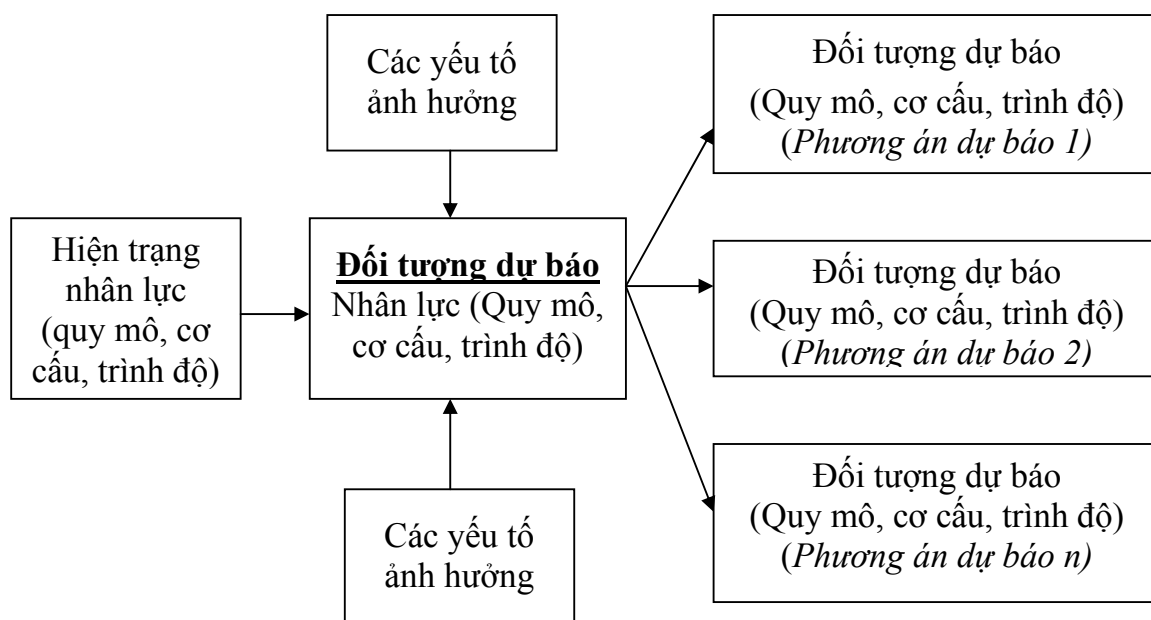 Các yếu tố
ảnh hưởng
Hiện trạng
nhân lực
(quy mô, cơ
cấu, trình độ)
Đối tượng dự báo
Nhân lực (Quy mô,
cơ cấu, trình độ)
Các yếu tố
ảnh hưởng
Đối tượng dự báo
(Quy mô, cơ cấu, trình độ)
(Phương án dự báo 1)
Đối tượng dự báo
(Quy mô, cơ cấu, trình độ)
(Phương án dự báo 2)
Đối tượng dự báo
(Quy mô, cơ cấu, trình độ)
(Phương án dự báo n)